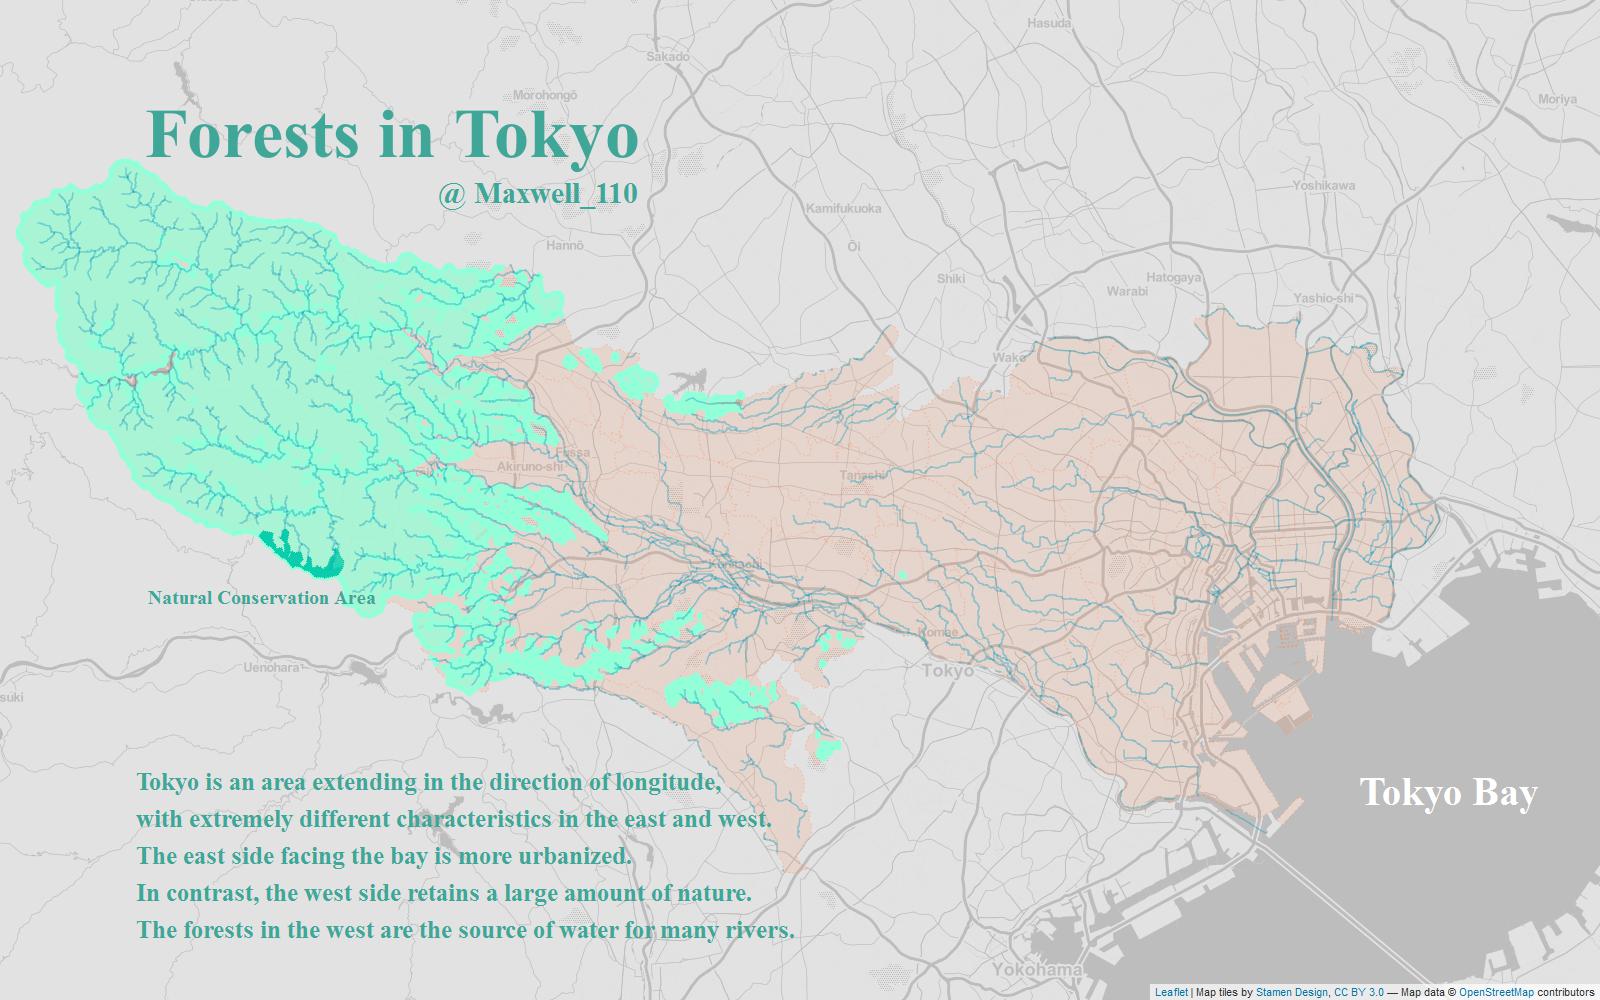 Hasuda
Sakado
Morohongō
Moriya
Forests in Tokyo
@ Maxwell_110
Yoshikawa
Kamifukuoka
Hannō
Ōi
Shiki
Hatogaya
Warabi
Yashio-shi
Wako
Fussa
Akiruno-shi
Tanashi
Natural Conservation Area
Komae
Uenohara
Tokyo
suki
Tokyo is an area extending in the direction of longitude,
with extremely different characteristics in the east and west.
Tokyo Bay
The east side facing the bay is more urbanized.
In contrast, the west side retains a large amount of nature.
The forests in the west are the source of water for many rivers.
Yokohama
Leaflet | Map tiles by Stamen Design, CC BY 3.0 — Map data © OpenStreetMap contributors